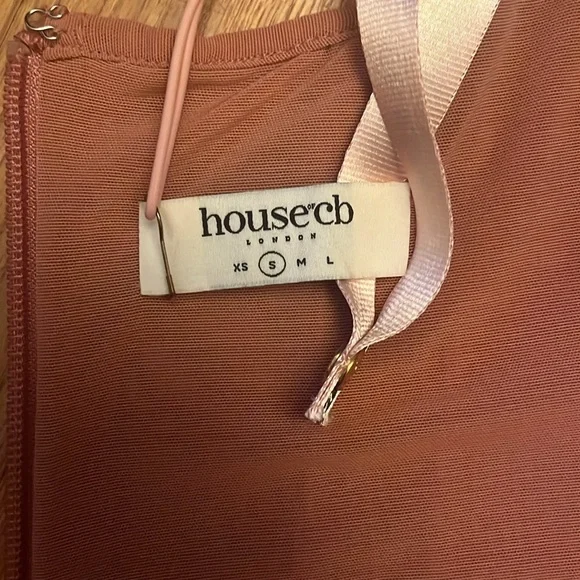 house OF cb
LONDON
XS S M L